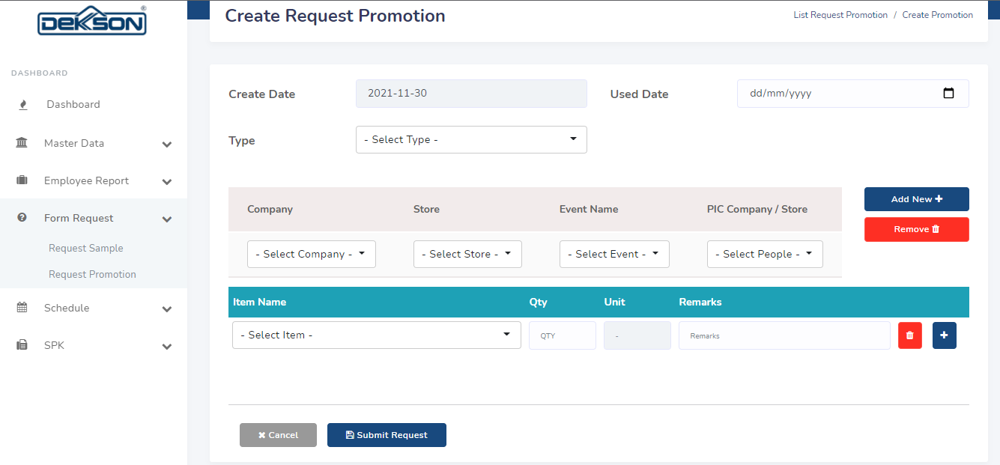 DEKSON®
Create Request Promotion
List Request Promotion / Create Promotion
DASHBOARD
Dashboard
Master Data
Employee Report
Form Request
Request Sample
Request Promotion
Schedule
SPK
Create Date
2021-11-30
Used Date
dd/mm/yyyy
Type
- Select Type -
Company Store Event Name PIC Company / Store
- Select Company - - Select Store - - Select Event - - Select People -
Add New
Remove
Item Name Qty Unit Remarks
- Select Item - QTY - Remarks
Cancel
Submit Request